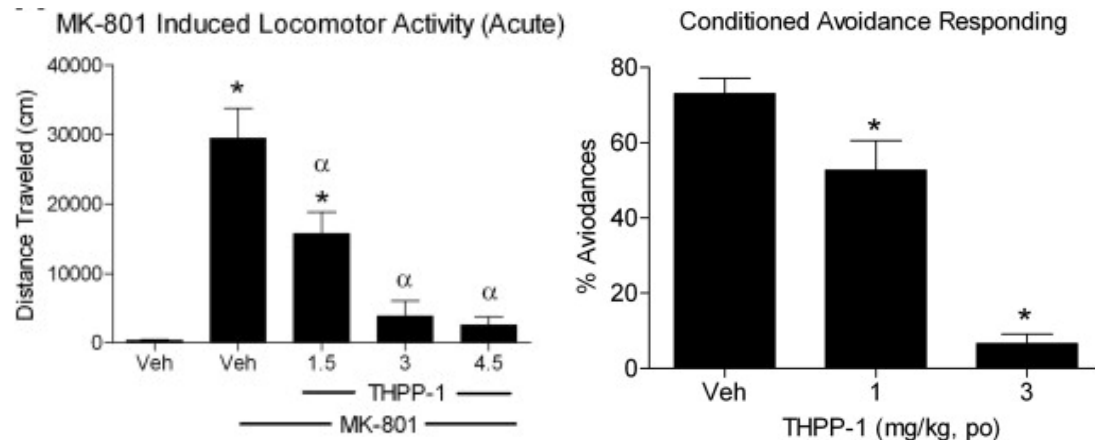 MK-801 Induced Locomotor Activity (Acute)
Distance Traveled (cm)
40000
30000
20000
10000
0
*
α
*
α
α
Veh
Veh
1.5
3
4.5
THPP-1
MK-801
Conditioned Avoidance Responding
% Aviodances
80
60
40
20
0
*
*
Veh
1
3
THPP-1 (mg/kg, po)